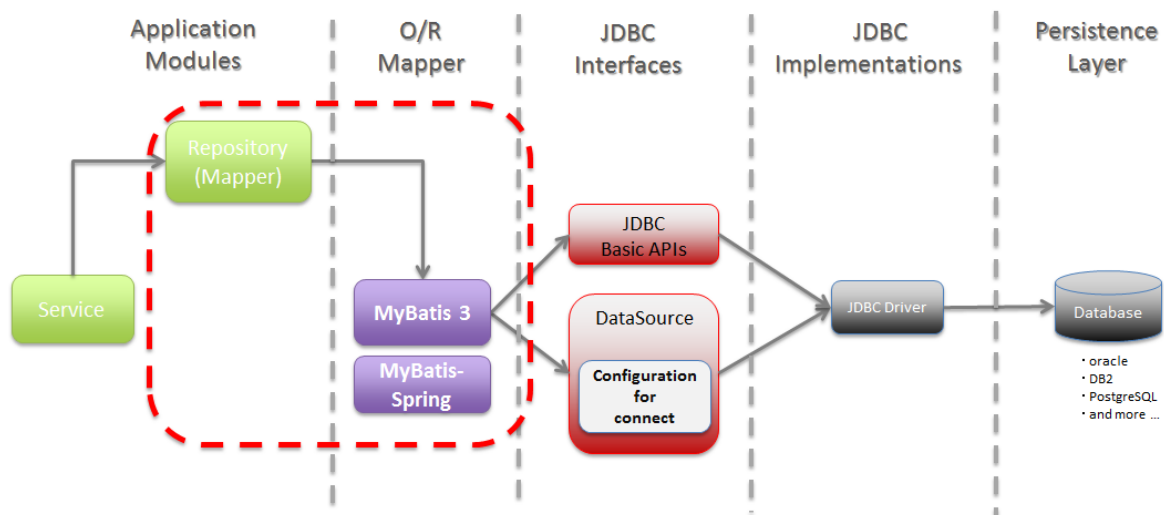 Application
Modules
O/R
Mapper
JDBC
Interfaces
JDBC
Implementations
Persistence
Layer
Repository
(Mapper)
Service
MyBatis 3
MyBatis-
Spring
JDBC
Basic APIs
DataSource
Configuration
for
connect
JDBC Driver
Database
・oracle
・DB2
・PostgreSQL
・and more ...